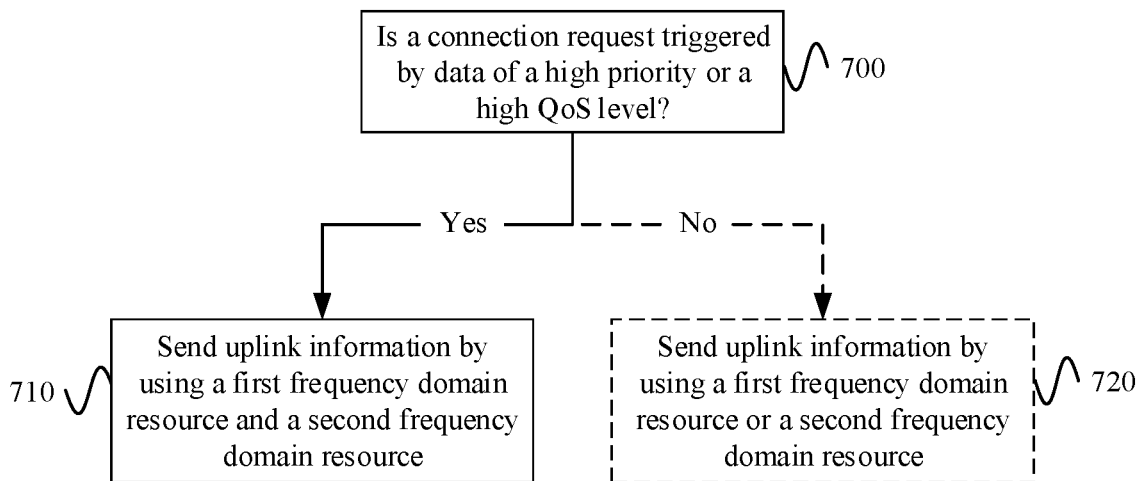 Is a connection request triggered
by data of a high priority or a
high QoS level?
700
Yes
No
Send uplink information by
using a first frequency domain
resource and a second frequency
domain resource
710
Send uplink information by
using a first frequency domain
resource or a second frequency
domain resource
720